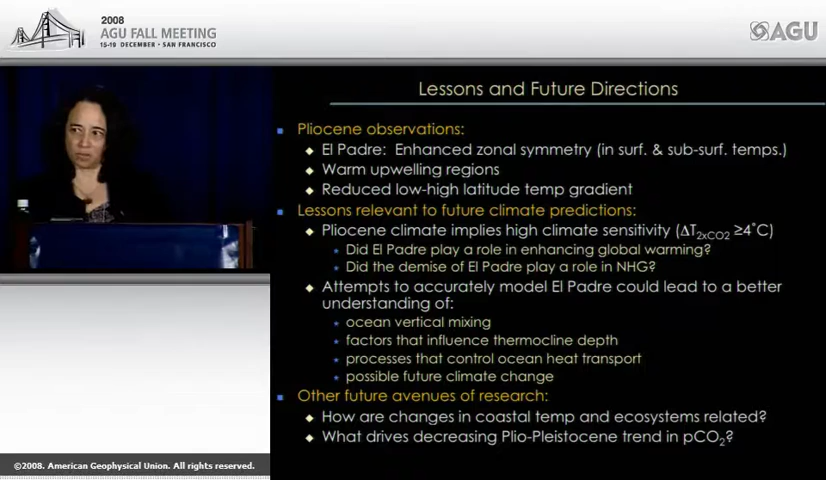 2008
AGU FALL MEETING
15-19 DECEMBER - SAN FRANCISCO
AGU
Lessons and Future Directions
Pliocene observations:
El Padre: Enhanced zonal symmetry (in surf. & sub-surf. temps.)
Warm upwelling regions
Reduced low-high latitude temp gradient
Lessons relevant to future climate predictions:
Pliocene climate implies high climate sensitivity (ΔT2xCO2 ≥4˚C)
Did El Padre play a role in enhancing global warming?
Did the demise of El Padre play a role in NHG?
Attempts to accurately model El Padre could lead to a better
understanding of:
ocean vertical mixing
factors that influence thermocline depth
processes that control ocean heat transport
possible future climate change
Other future avenues of research:
How are changes in coastal temp and ecosystems related?
What drives decreasing Plio-Pleistocene trend in pCO2?
©2008. American Geophysical Union. All rights reserved.